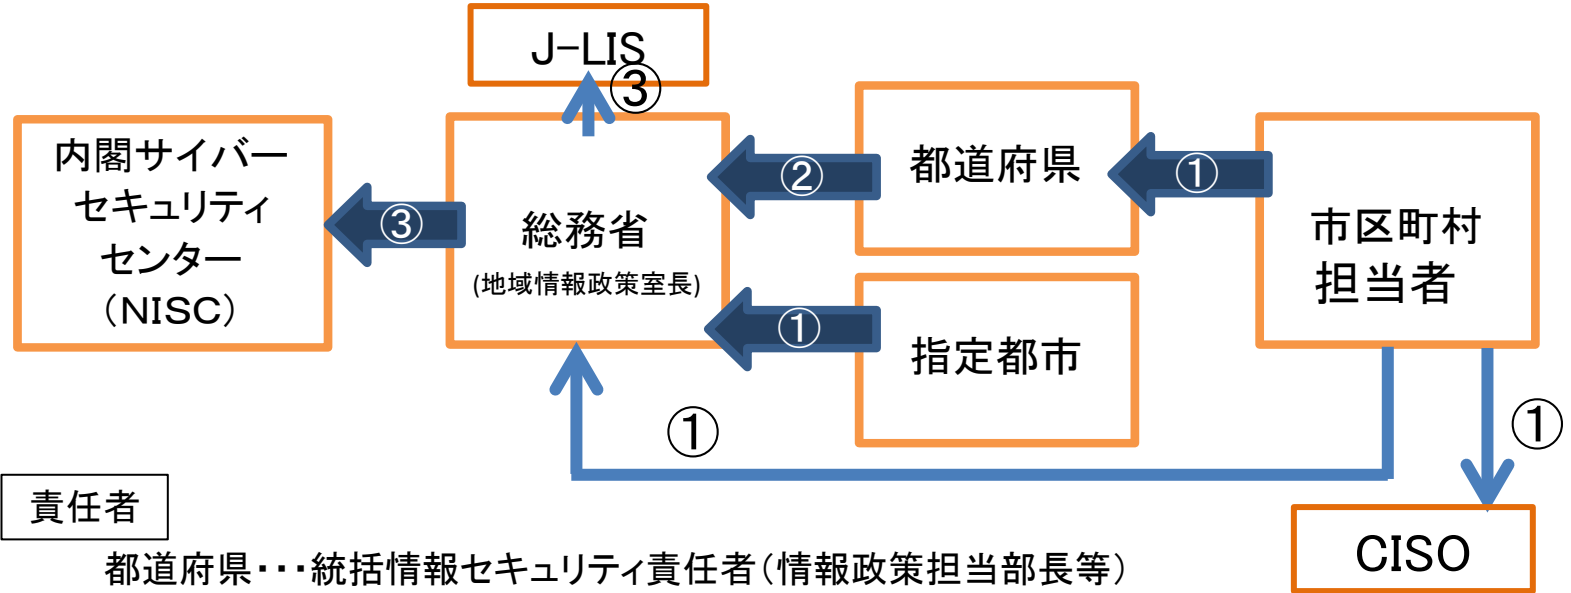 J-LIS
③
内閣サイバー
セキュリティ
センター
（NISC）
③
総務省
(地域情報政策室長)
②
都道府県
①
市区町村
担当者
①
指定都市
①
①
CISO
責任者
都道府県・・・統括情報セキュリティ責任者（情報政策担当部長等）